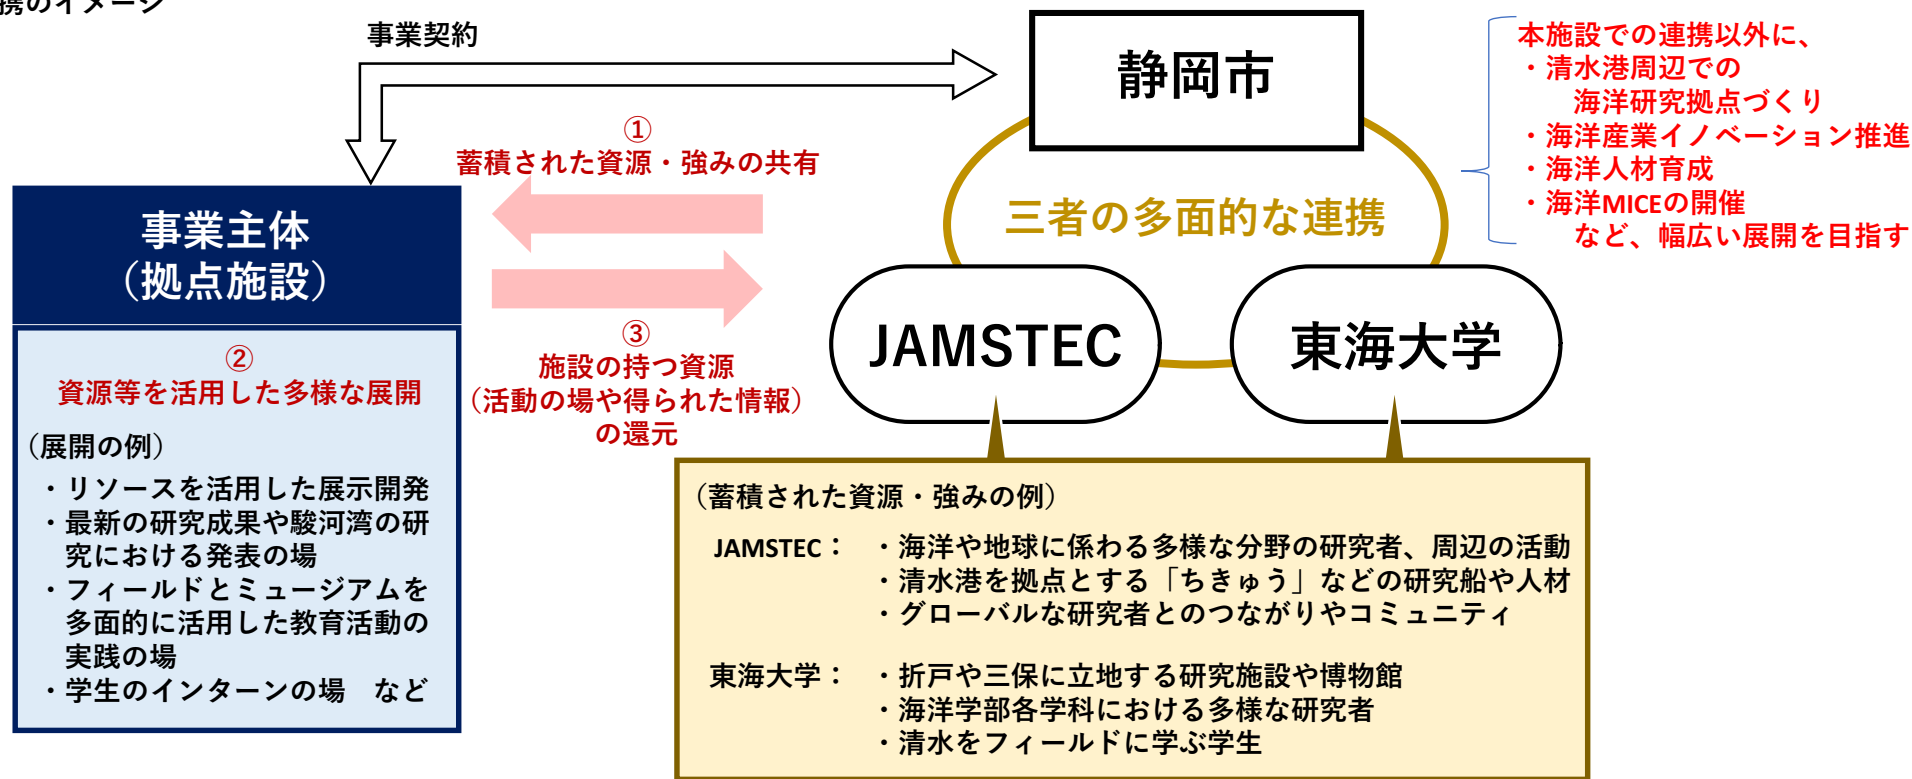 携のイメージ
事業契約
静岡市
本施設での連携以外に、
・清水港周辺での
海洋研究拠点づくり
・海洋産業イノベーション推進
・海洋人材育成
・海洋MICEの開催
など、幅広い展開を目指す
①
蓄積された資源・強みの共有
三者の多面的な連携
事業主体
（拠点施設）
JAMSTEC
東海大学
③
施設の持つ資源
（活動の場や得られた情報）
の還元
②
資源等を活用した多様な展開
（展開の例）
・リソースを活用した展示開発
・最新の研究成果や駿河湾の研
究における発表の場
・フィールドとミュージアムを
多面的に活用した教育活動の
実践の場
・学生のインターンの場　など
（蓄積された資源・強みの例）
JAMSTEC：　・海洋や地球に係わる多様な分野の研究者、周辺の活動
・清水港を拠点とする「ちきゅう」などの研究船や人材
・グローバルな研究者とのつながりやコミュニティ
東海大学：　・折戸や三保に立地する研究施設や博物館
・海洋学部各学科における多様な研究者
・清水をフィールドに学ぶ学生